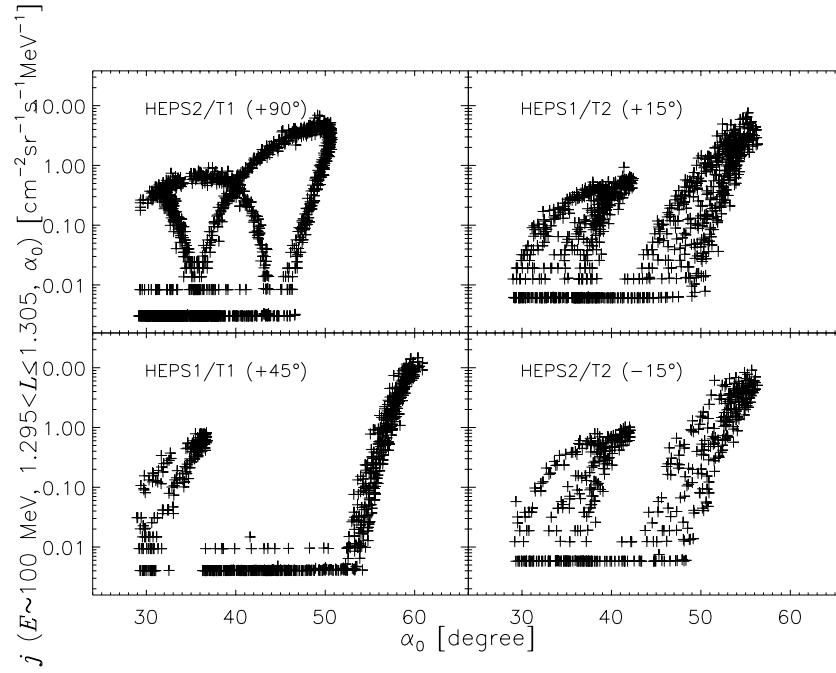 j (E~100 MeV, 1.295<L≤1.305, α₀) [cm⁻²sr⁻¹s⁻¹MeV⁻¹]
HEPS2/T1 (+90°)
HEPS1/T2 (+15°)
10.00
1.00
0.10
0.01
HEPS1/T1 (+45°)
HEPS2/T2 (−15°)
10.00
1.00
0.10
0.01
30 40 50 60 30 40 50 60
α₀ [degree]